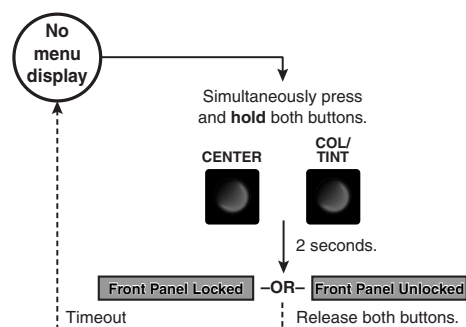 No
menu
display
Simultaneously press
and hold both buttons.
CENTER
COL/
TINT
2 seconds.
Front Panel Locked –OR– Front Panel Unlocked
Timeout
Release both buttons.